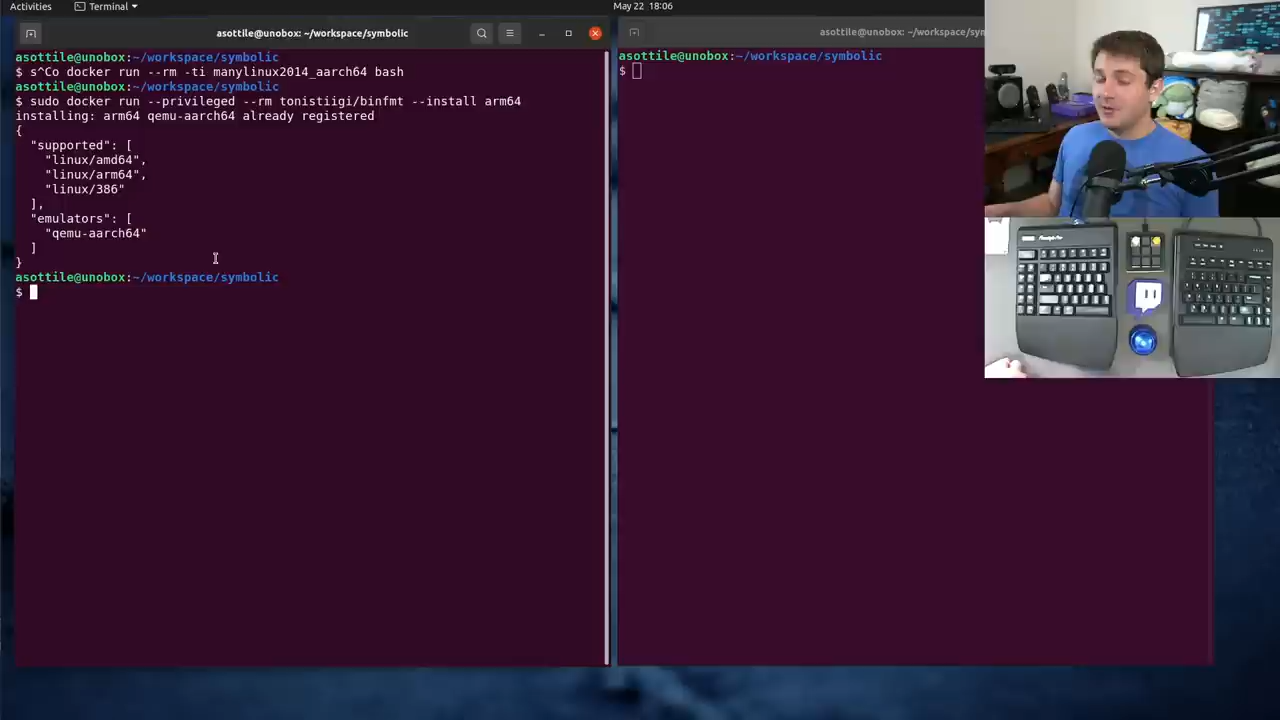 Activities Terminal May 22 18:06
asottile@unobox: ~/workspace/symbolic
asottile@unobox:~/workspace/symbolic
$ s^Co docker run --rm -ti manylinux2014_aarch64 bash
asottile@unobox:~/workspace/symbolic
$ sudo docker run --privileged --rm tonistiigi/binfmt --install arm64
installing: arm64 qemu-aarch64 already registered
{
"supported": [
"linux/amd64",
"linux/arm64",
"linux/386"
],
"emulators": [
"qemu-aarch64"
]
}
asottile@unobox:~/workspace/symbolic
$
asottile@unobox: ~/workspace/sym
asottile@unobox:~/workspace/symbolic
$